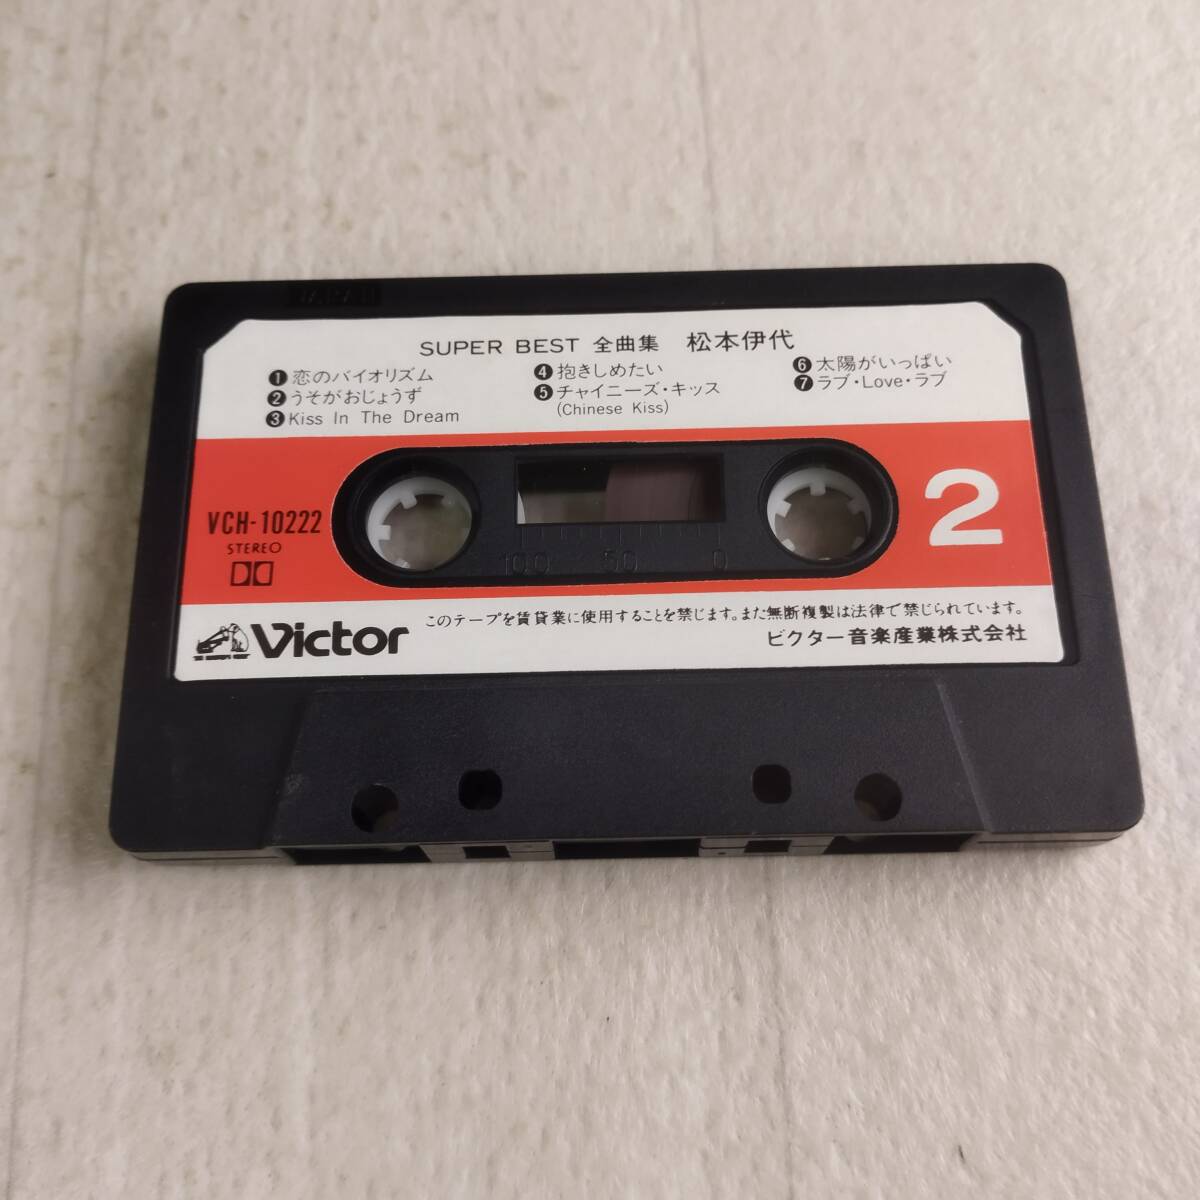 SUPER BEST 全曲集 松本伊代
❶ 恋のバイオリズム
❷ うそがおじょうず
❸ Kiss In The Dream
❹ 抱きしめたい
❺ チャイニーズ・キッス
(Chinese Kiss)
❻ 太陽がいっぱい
❼ ラブ・Love・ラブ
VCH-10222
STEREO
2
100 50 0
Victor
このテープを賃貸業に使用することを禁じます。また無断複製は法律で禁じられています。
ビクター音楽産業株式会社